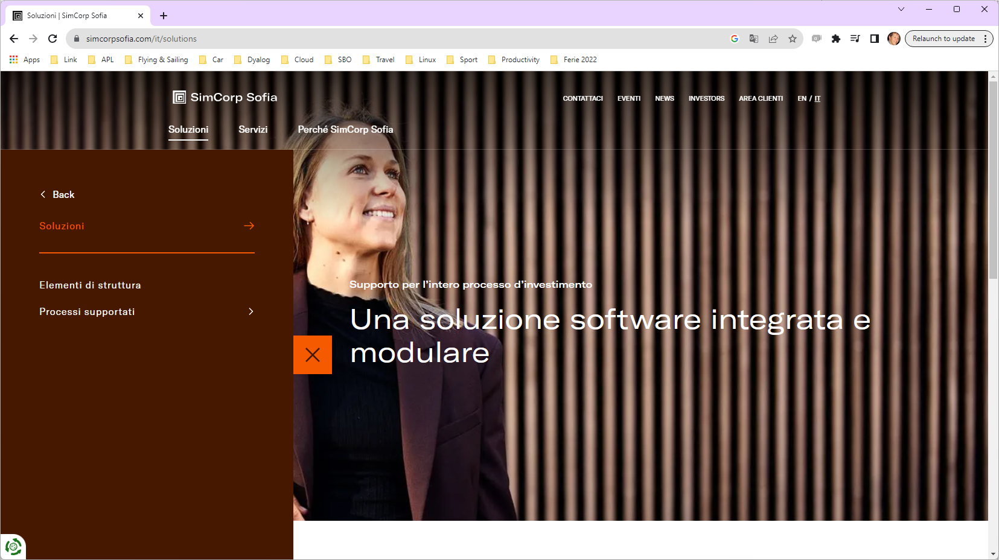 Soluzioni | SimCorp Sofia
simcorpsofia.com/it/solutions
Relaunch to update
Apps Link APL Flying & Sailing Car Dyalog Cloud SBO Travel Linux Sport Productivity Ferie 2022
SimCorp Sofia
CONTATTACI EVENTI NEWS INVESTORS AREA CLIENTI EN / IT
Soluzioni Servizi Perché SimCorp Sofia
Back
Soluzioni
Elementi di struttura
Processi supportati
Supporto per l'intero processo d'investimento
Una soluzione software integrata e
modulare